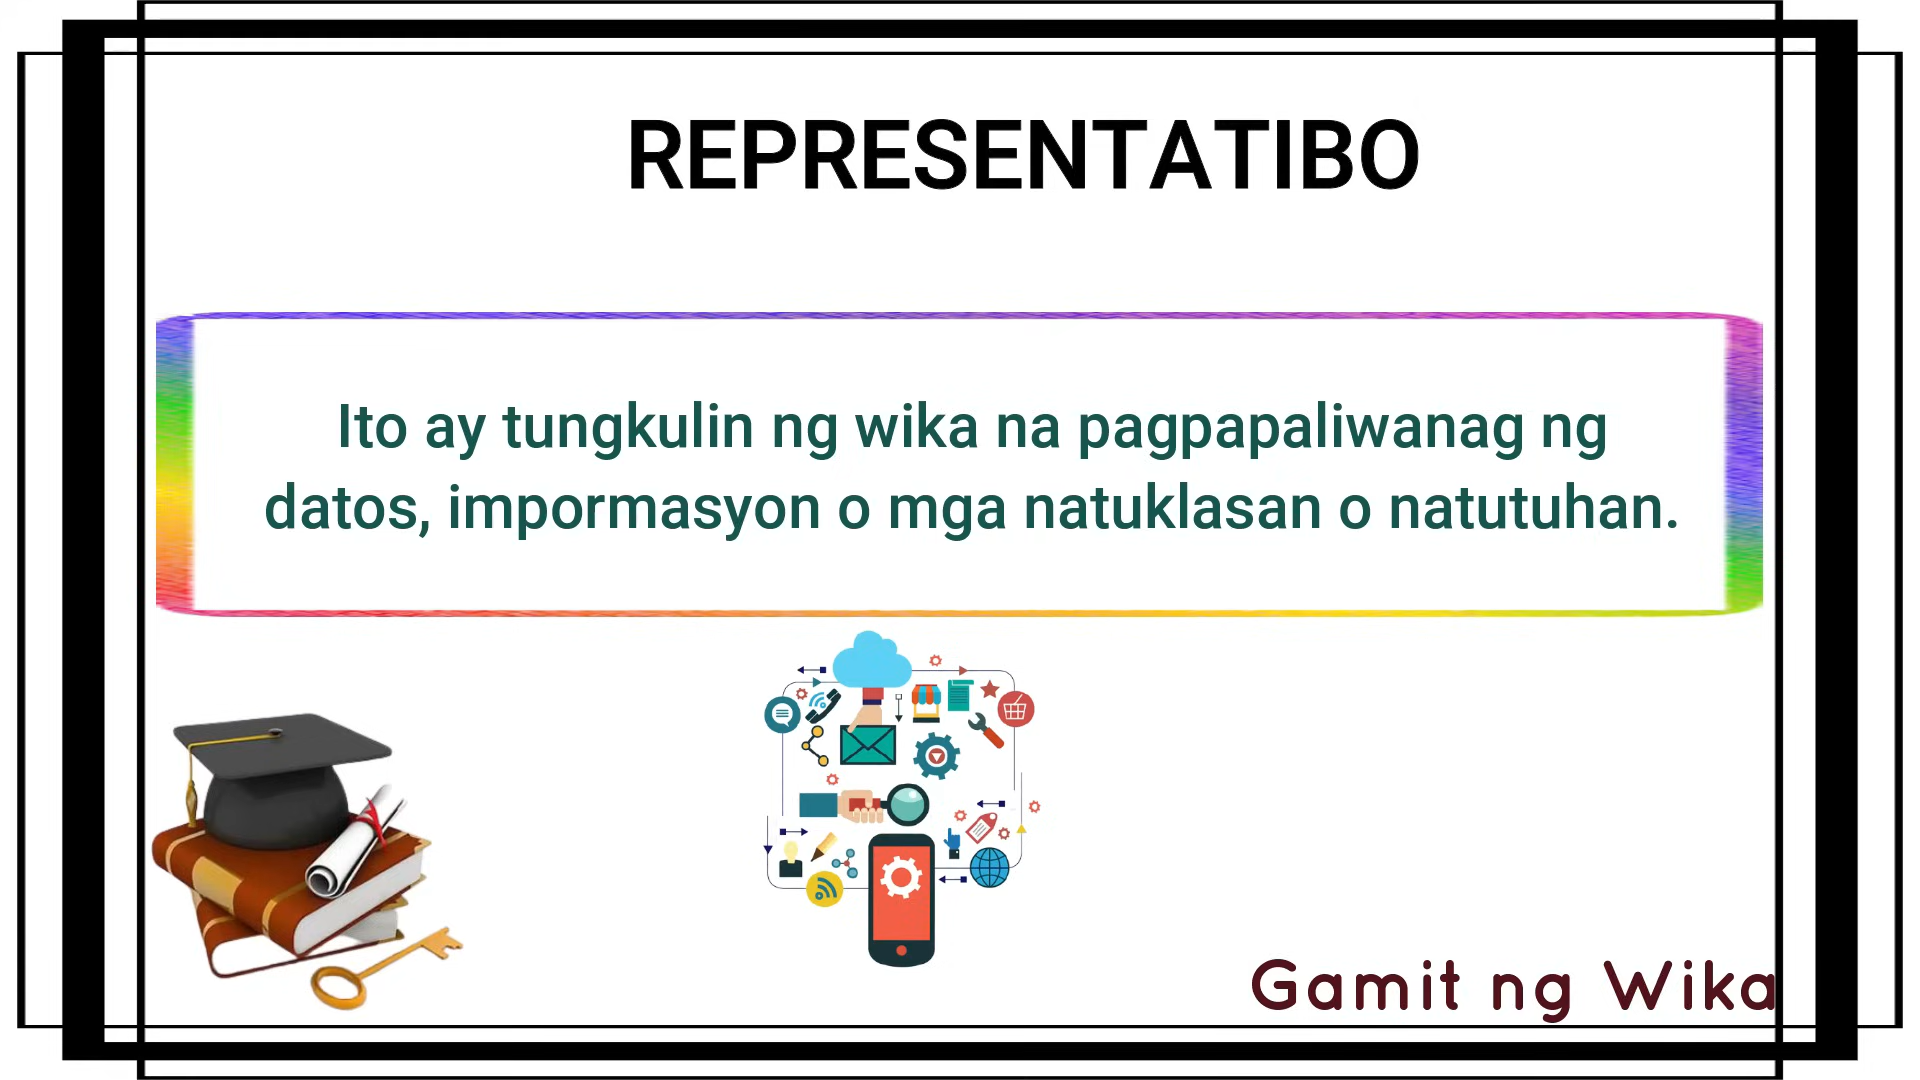 REPRESENTATIBO
Ito ay tungkulin ng wika na pagpapaliwanag ng
datos, impormasyon o mga natuklasan o natutuhan.
Gamit ng Wika